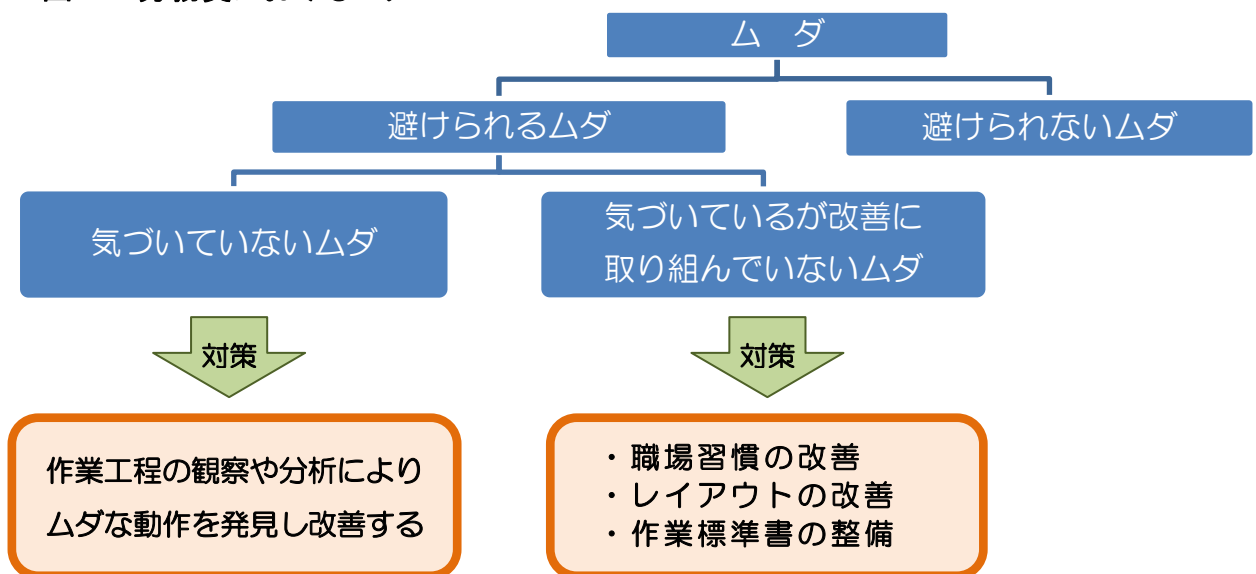 ム ダ
避けられるムダ
避けられないムダ
気づいていないムダ
気づいているが改善に
取り組んでいないムダ
対策
対策
作業工程の観察や分析により
ムダな動作を発見し改善する
・職場習慣の改善
・レイアウトの改善
・作業標準書の整備